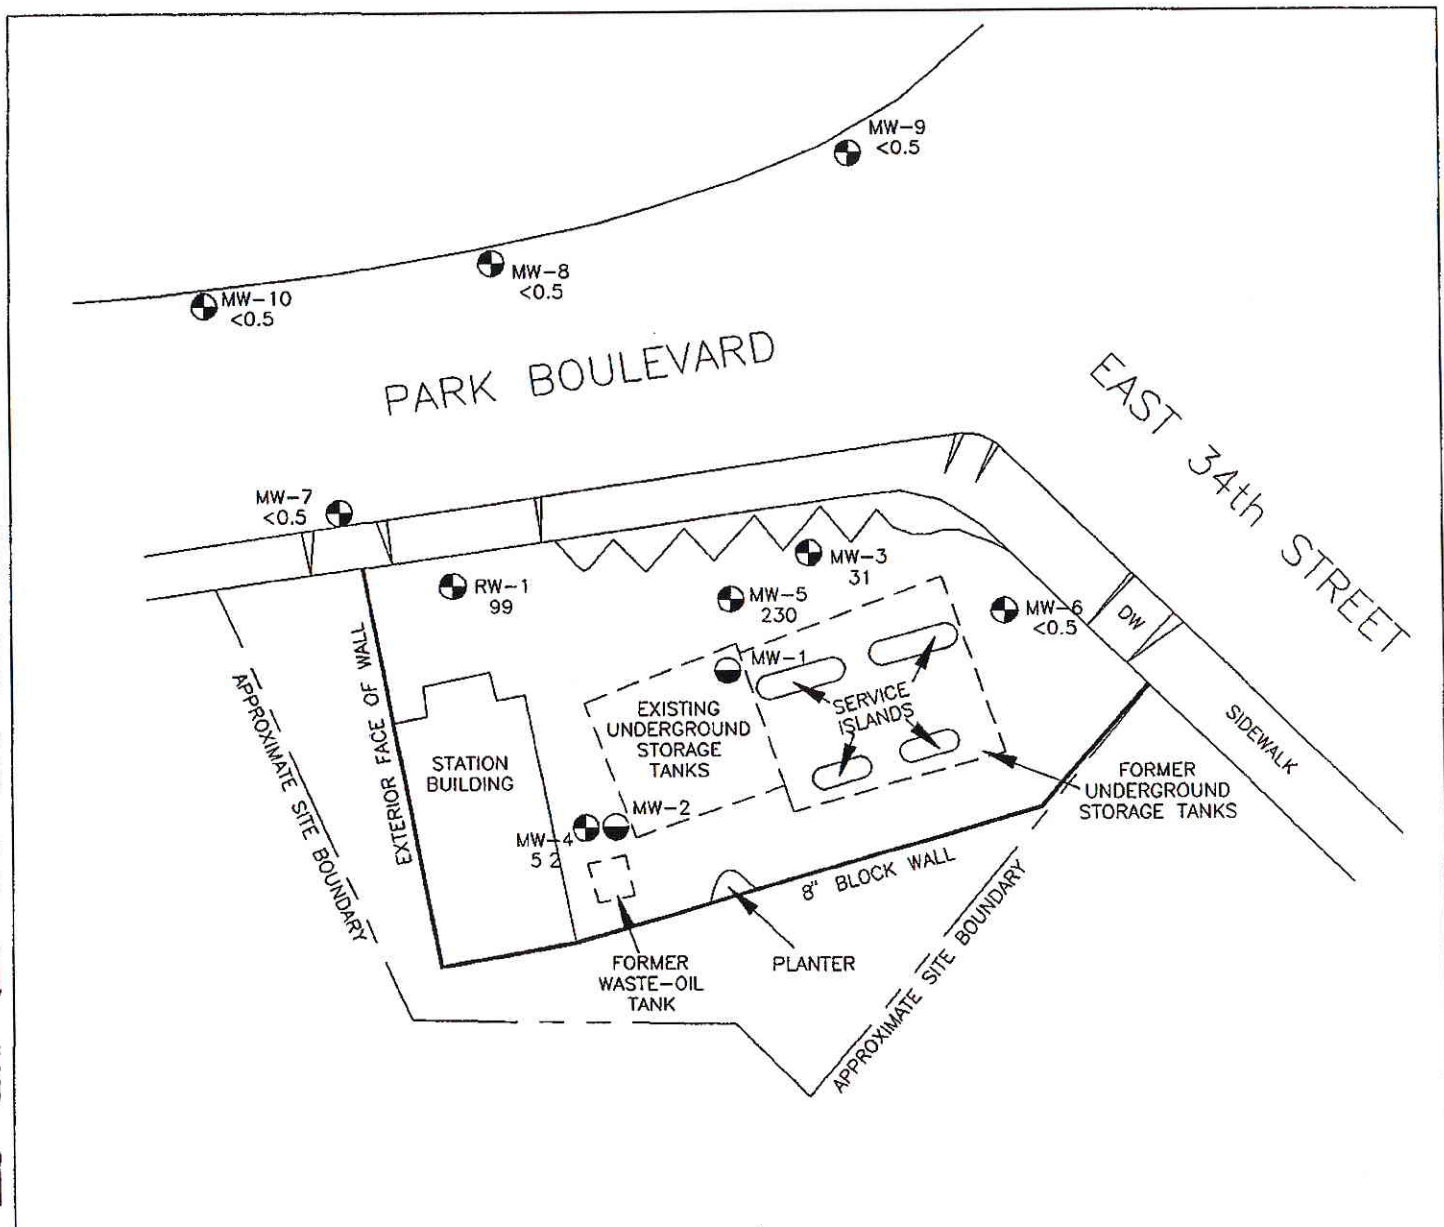 MW-9
<0.5
MW-8
<0.5
MW-10
<0.5
PARK BOULEVARD
EAST 34th STREET
MW-7
<0.5
MW-3
31
RW-1
99
MW-5
230
MW-6
<0.5
DW
MW-1
EXTERIOR FACE OF WALL
APPROXIMATE SITE BOUNDARY
EXISTING
UNDERGROUND
STORAGE
TANKS
SERVICE
ISLANDS
SIDEWALK
STATION
BUILDING
FORMER
UNDERGROUND
STORAGE TANKS
MW-2
MW-4
5 2
8" BLOCK WALL
APPROXIMATE SITE BOUNDARY
FORMER
WASTE-OIL
TANK
PLANTER